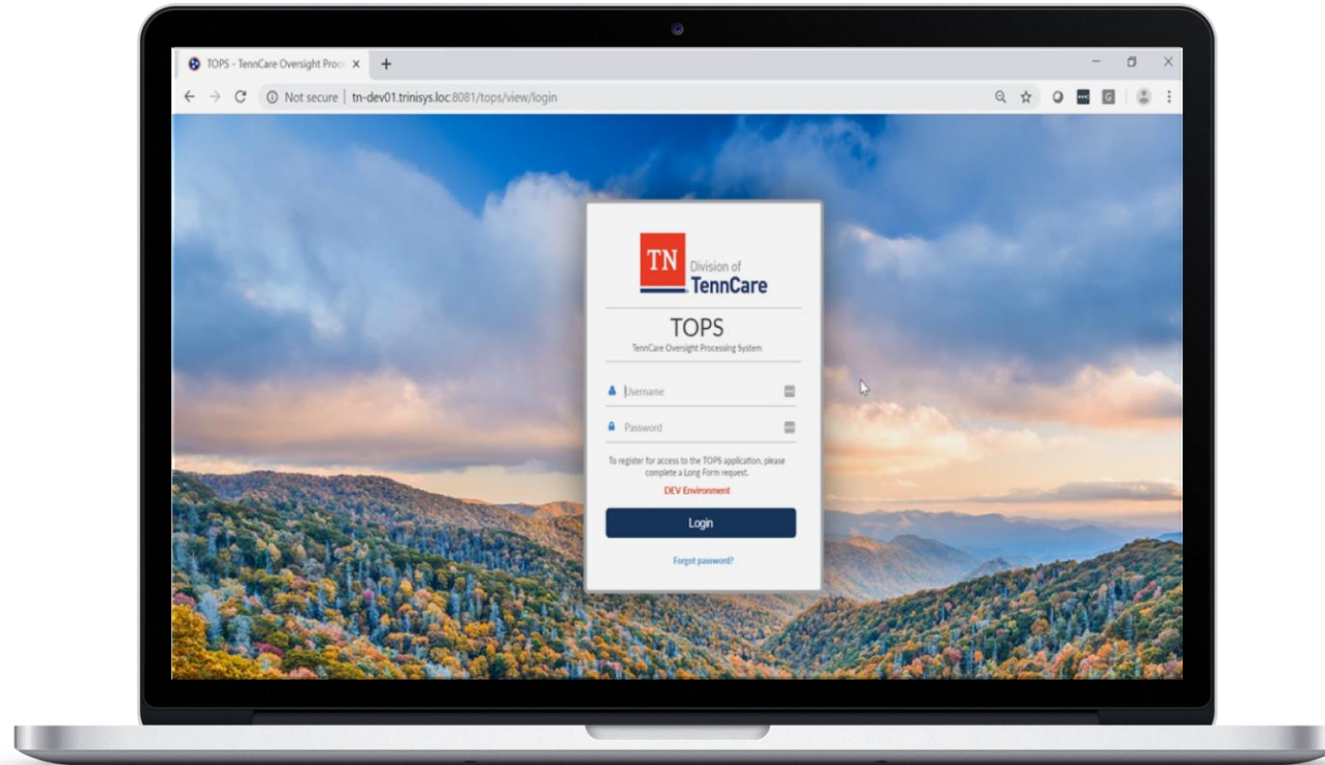 TOPS - TennCare Oversight Proc
Not secure | tn-dev01.trinisys.loc:8081/tops/view/login
TN
Division of
TennCare
TOPS
TennCare Oversight Processing System
Username
Password
To register for access to the TOPS application, please
complete a Long Form request.
DEV Environment
Login
Forgot password?